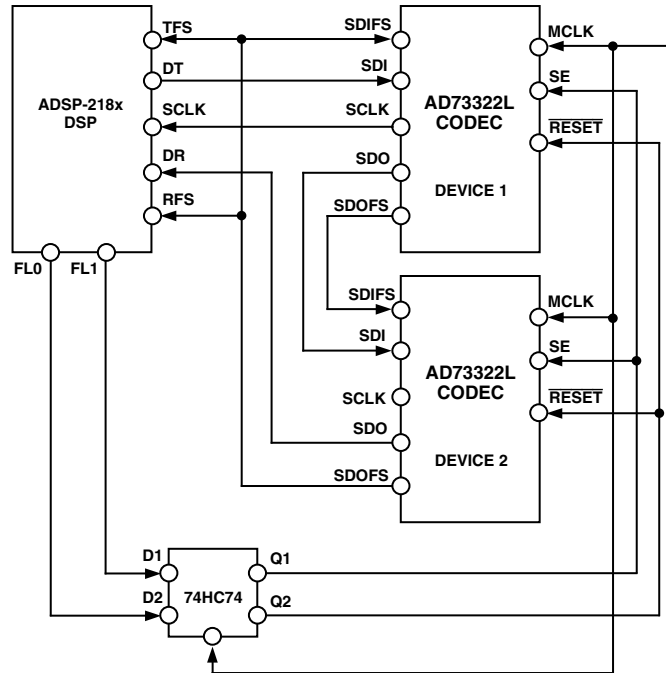 TFS
DT
SCLK
DR
RFS
ADSP-218x
DSP
FL0
FL1
SDIFS
SDI
SCLK
SDO
SDOFS
AD73322L
CODEC
DEVICE 1
MCLK
SE
RESET
SDIFS
SDI
SCLK
SDO
SDOFS
AD73322L
CODEC
DEVICE 2
MCLK
SE
RESET
D1
D2
74HC74
Q1
Q2